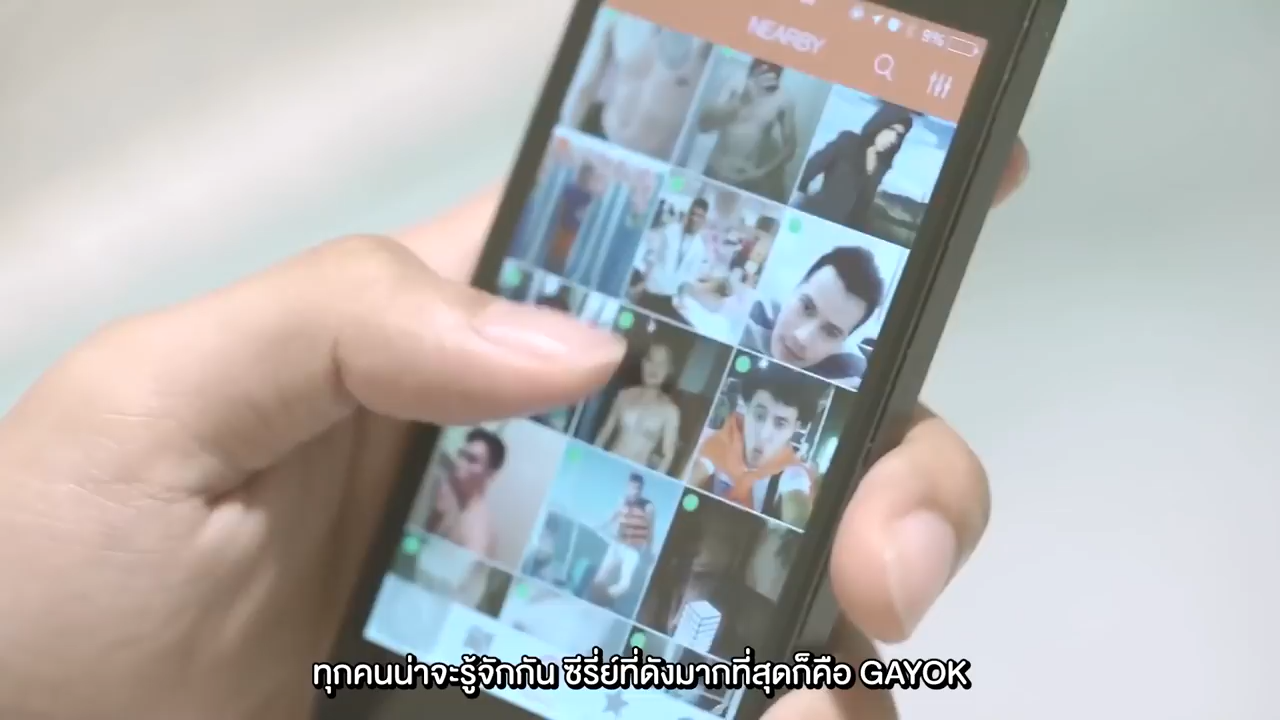 NEARBY
9%
ทุกคนน่าจะรู้จักกัน ซีรี่ย์ที่ดังมากที่สุดก็คือ GAYOK